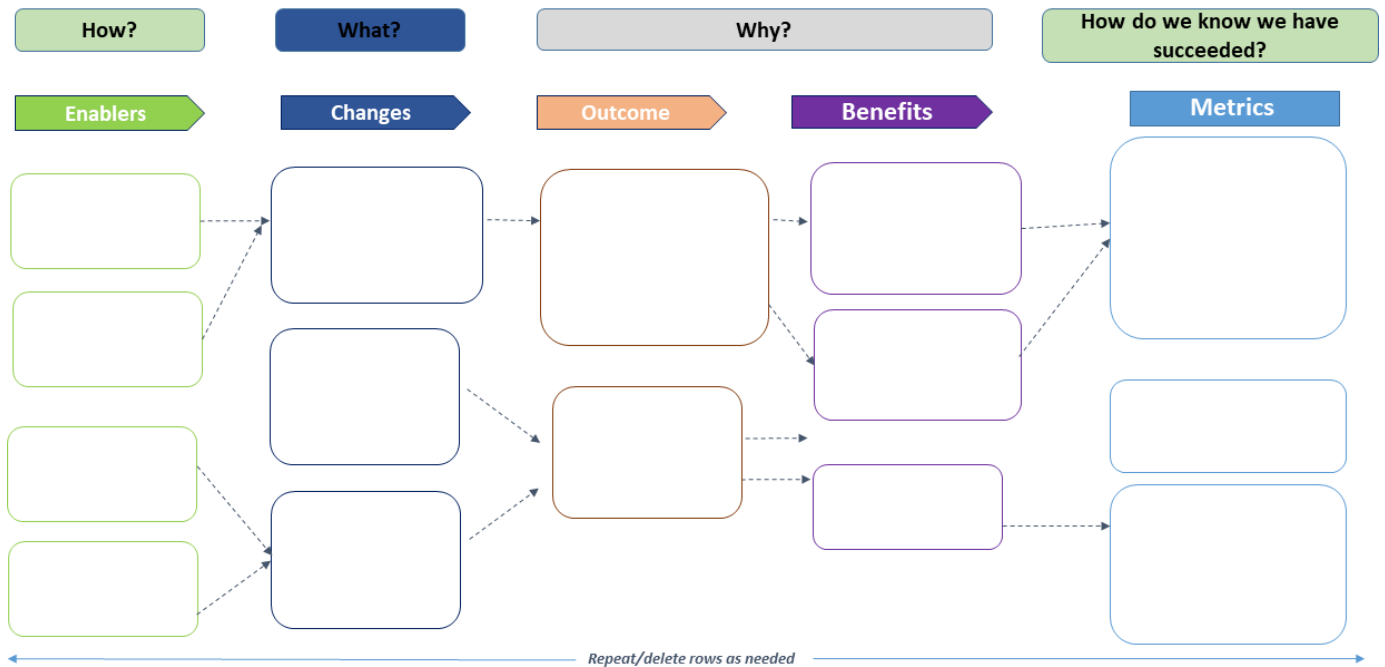 How?
What?
Why?
How do we know we have
succeeded?
Enablers
Changes
Outcome
Benefits
Metrics
Repeat/delete rows as needed